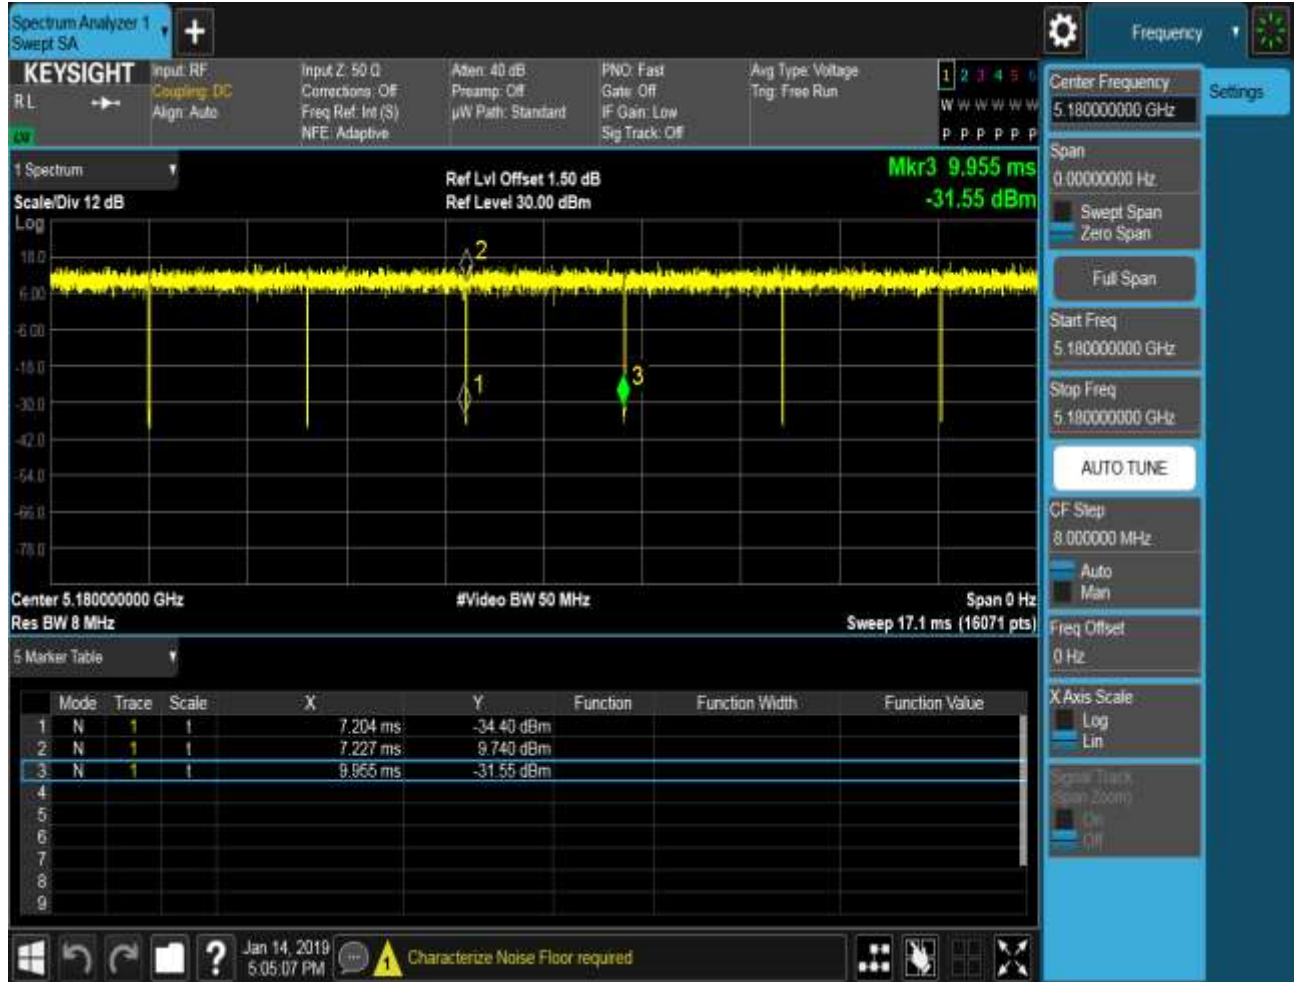 Spectrum Analyzer 1
Swept SA
+
Frequency
KEYSIGHT
RL
Input: RF
Coupling: DC
Align: Auto
Input Z: 50 Ω
Corrections: Off
Freq Ref: Int (S)
NFE: Adaptive
Atten: 40 dB
Preamp: Off
µW Path: Standard
PNO: Fast
Gate: Off
IF Gain: Low
Sig Track: Off
Avg Type: Voltage
Trig: Free Run
1 2 3 4 5 6
W W W W W W
P P P P P P
1 Spectrum
Scale/Div 12 dB
Ref Lvl Offset 1.50 dB
Ref Level 30.00 dBm
Mkr3 9.955 ms
-31.55 dBm
Log
18.0
6.00
-6.00
-18.0
-30.0
-42.0
-54.0
-66.0
-78.0
2
1
3
Center 5.180000000 GHz
Res BW 8 MHz
#Video BW 50 MHz
Span 0 Hz
Sweep 17.1 ms (16071 pts)
5 Marker Table
Mode Trace Scale X Y Function Function Width Function Value
1 N 1 t 7.204 ms -34.40 dBm
2 N 1 t 7.227 ms 9.740 dBm
3 N 1 t 9.955 ms -31.55 dBm
4
5
6
7
8
9
Jan 14, 2019
5:05:07 PM
?
1
Characterize Noise Floor required
Center Frequency
5.180000000 GHz
Settings
Span
0.00000000 Hz
Swept Span
Zero Span
Full Span
Start Freq
5.180000000 GHz
Stop Freq
5.180000000 GHz
AUTO TUNE
CF Step
8.000000 MHz
Auto
Man
Freq Offset
0 Hz
X Axis Scale
Log
Lin
Signal Track
(Span Zoom)
On
Off